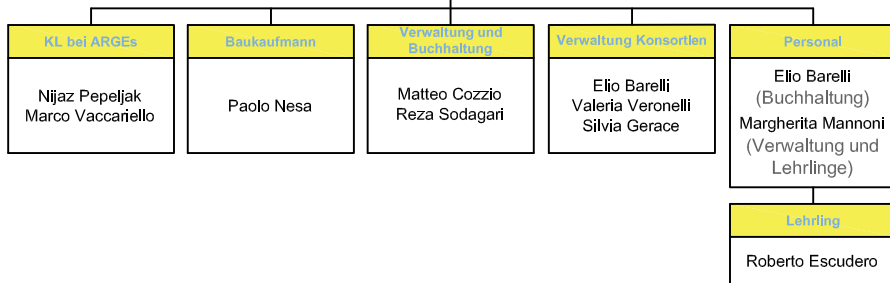 KL bei ARGEs
Nijaz Pepeljak
Marco Vaccariello
Baukaufmann
Paolo Nesa
Verwaltung und
Buchhaltung
Matteo Cozzio
Reza Sodagari
Verwaltung Konsortien
Elio Barelli
Valeria Veronelli
Silvia Gerace
Personal
Elio Barelli
(Buchhaltung)
Margherita Mannoni
(Verwaltung und
Lehrlinge)
Lehrling
Roberto Escudero